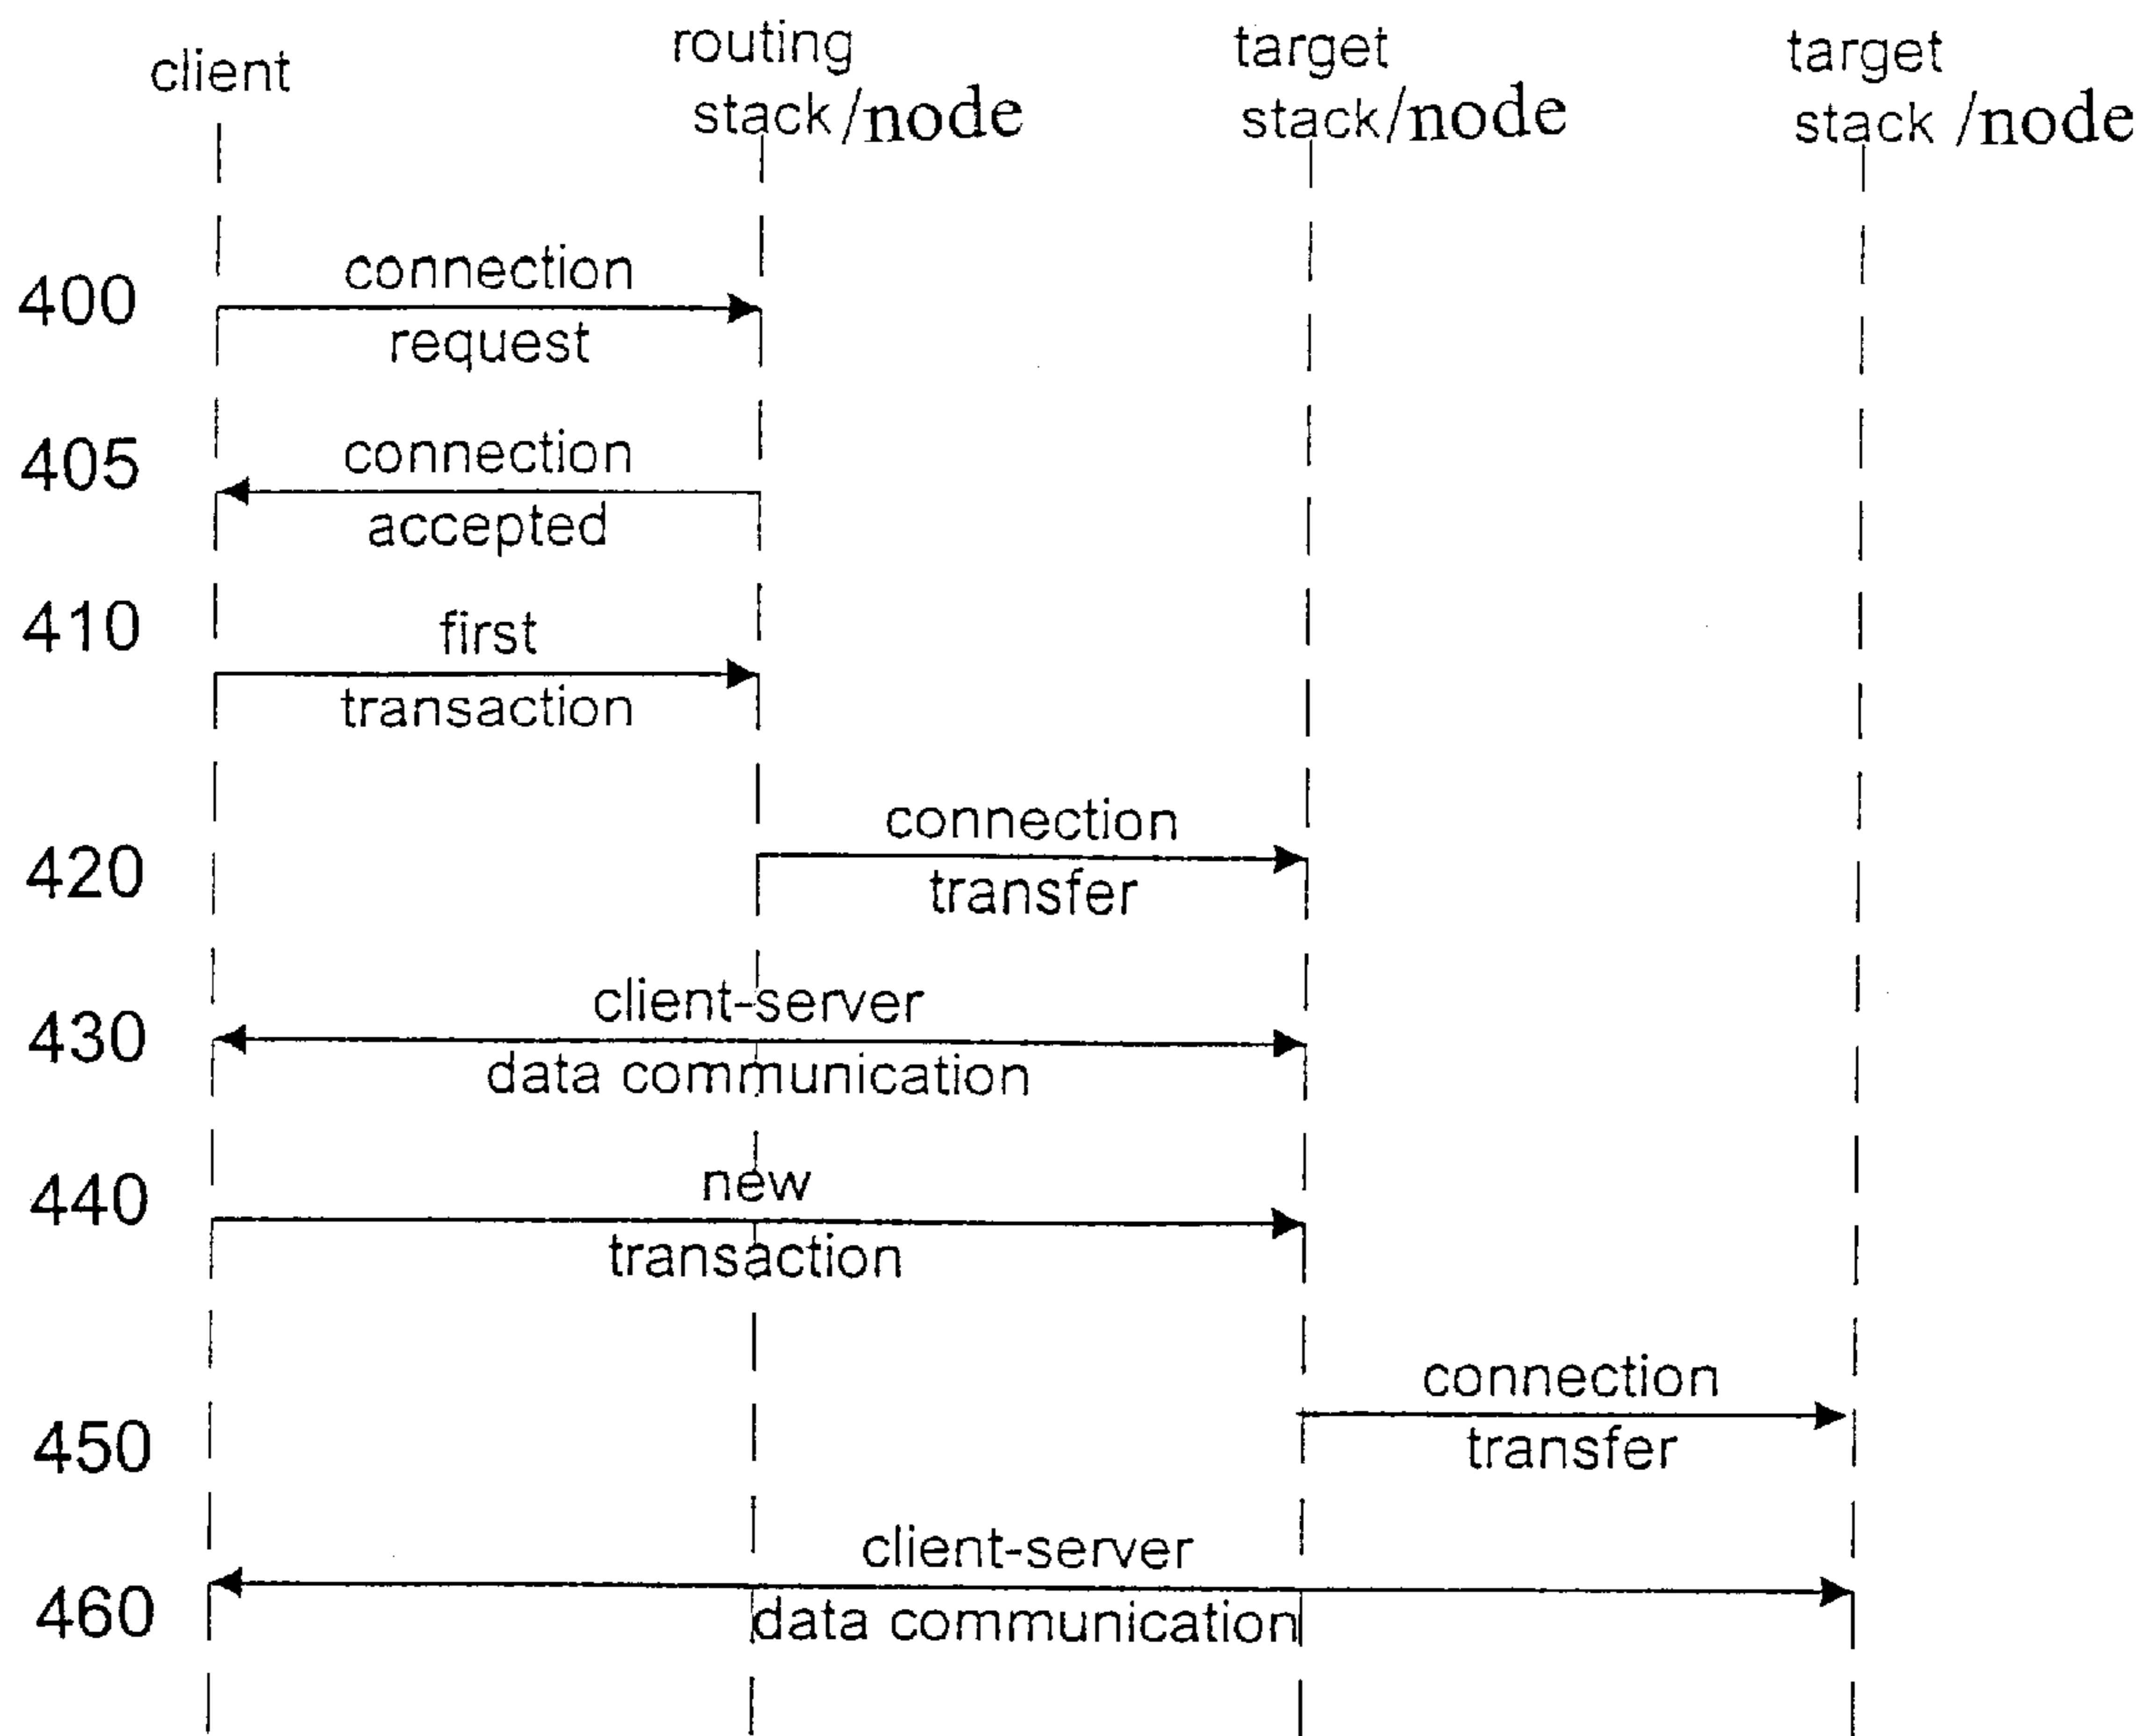 client
routing
stack/node
target
stack/node
target
stack /node
400
connection
request
405
connection
accepted
410
first
transaction
420
connection
transfer
430
client-server
data communication
440
new
transaction
450
connection
transfer
460
client-server
data communication